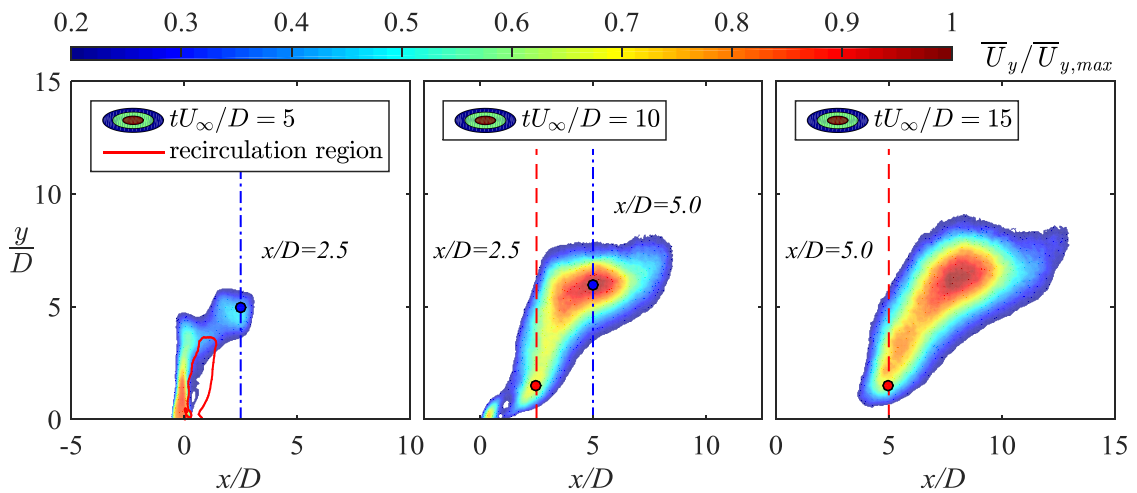 0.2 0.3 0.4 0.5 0.6 0.7 0.8 0.9 1
U̅_y/U̅_{y,max}
15
10
5
0
y/D
tU∞/D = 5
recirculation region
x/D=2.5
-5 0 5 10
x/D
tU∞/D = 10
x/D=5.0
x/D=2.5
0 5 10
x/D
tU∞/D = 15
x/D=5.0
0 5 10 15
x/D